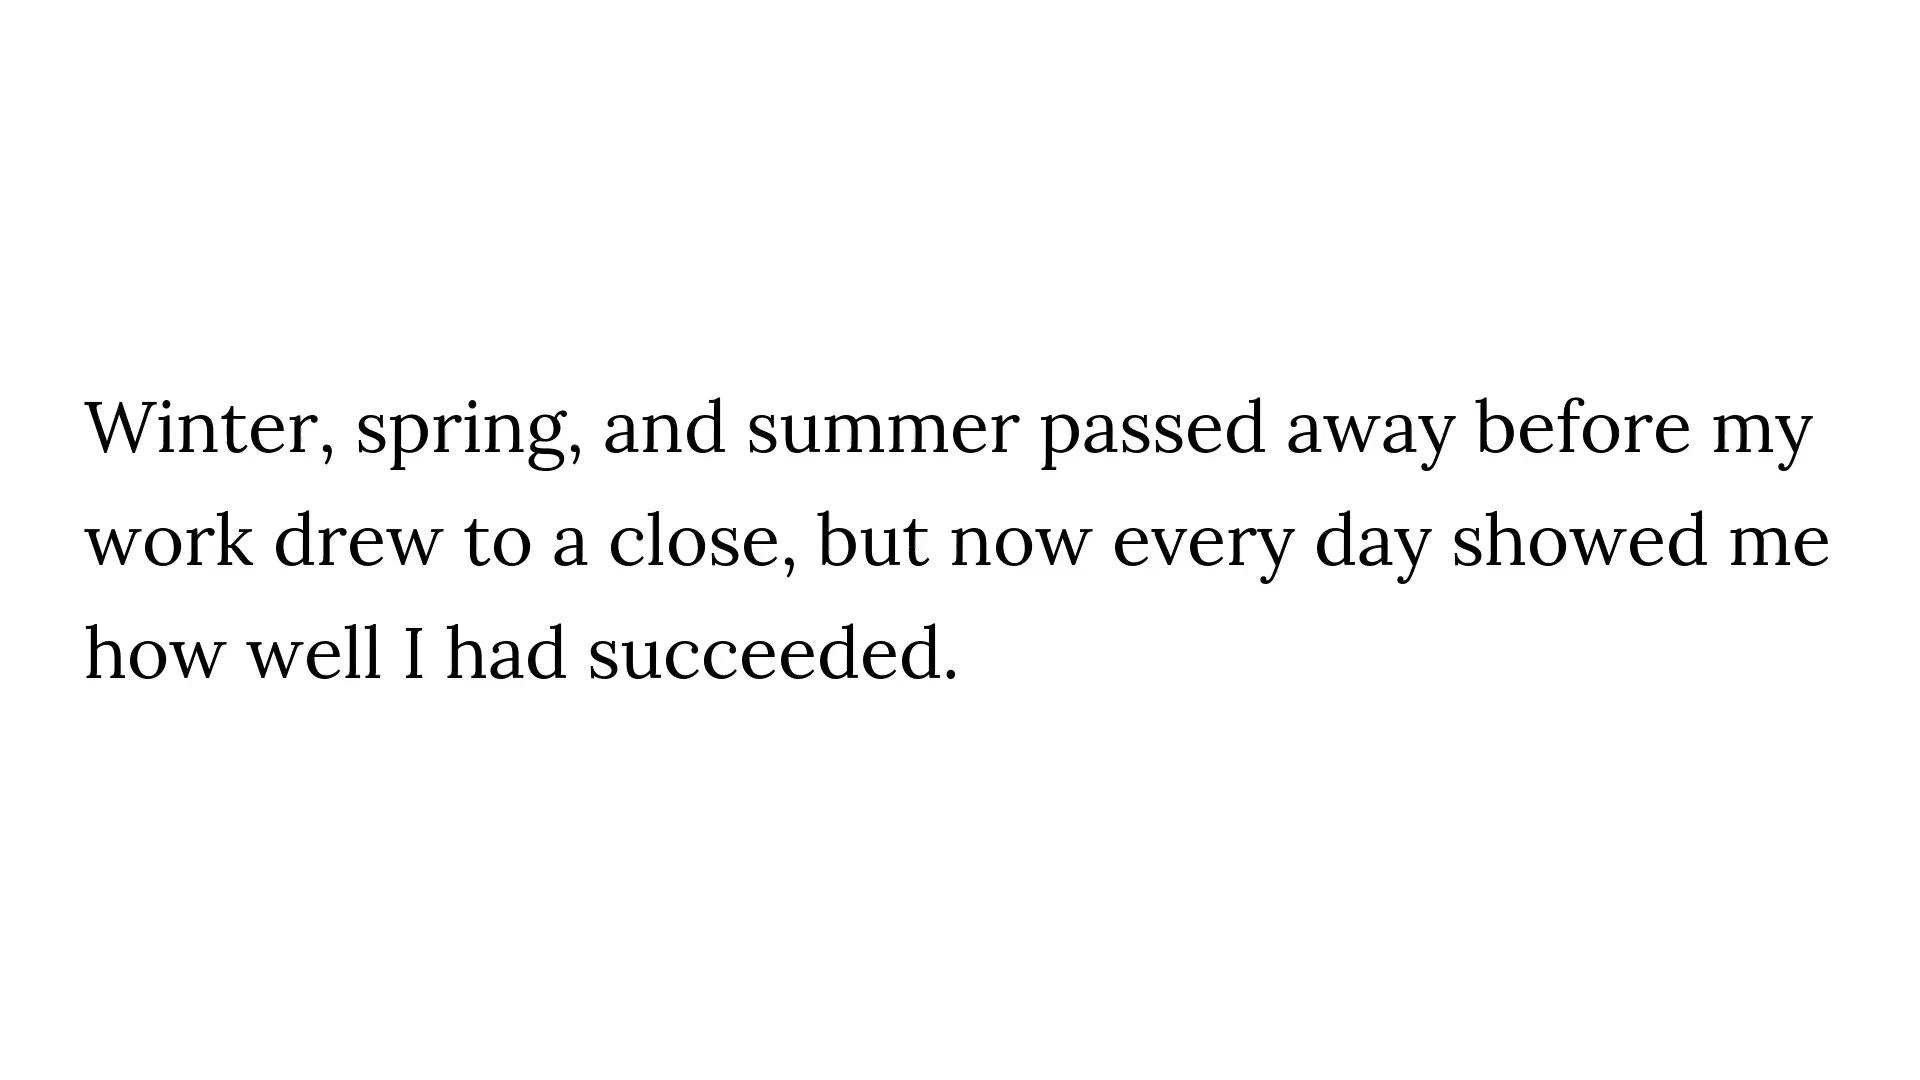 Winter, spring, and summer passed away before my
work drew to a close, but now every day showed me
how well I had succeeded.